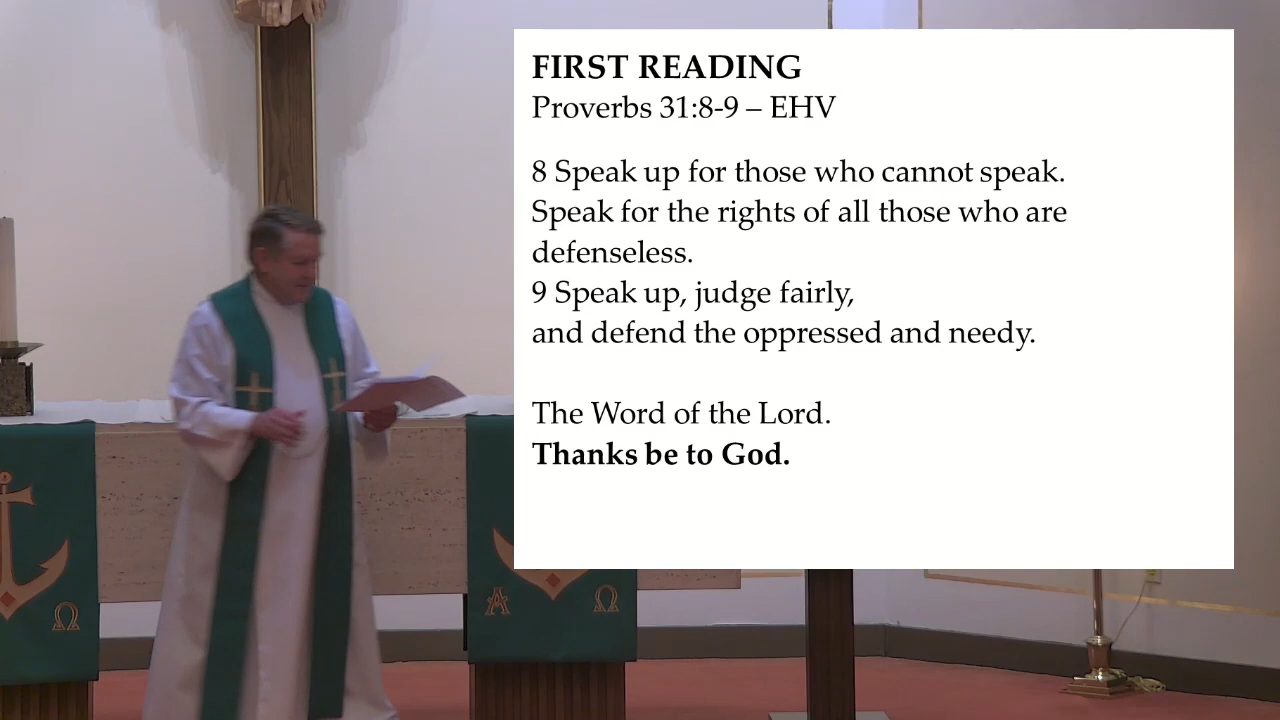 FIRST READING
Proverbs 31:8-9 – EHV
8 Speak up for those who cannot speak.
Speak for the rights of all those who are
defenseless.
9 Speak up, judge fairly,
and defend the oppressed and needy.
The Word of the Lord.
Thanks be to God.
Ω
Α
Ω